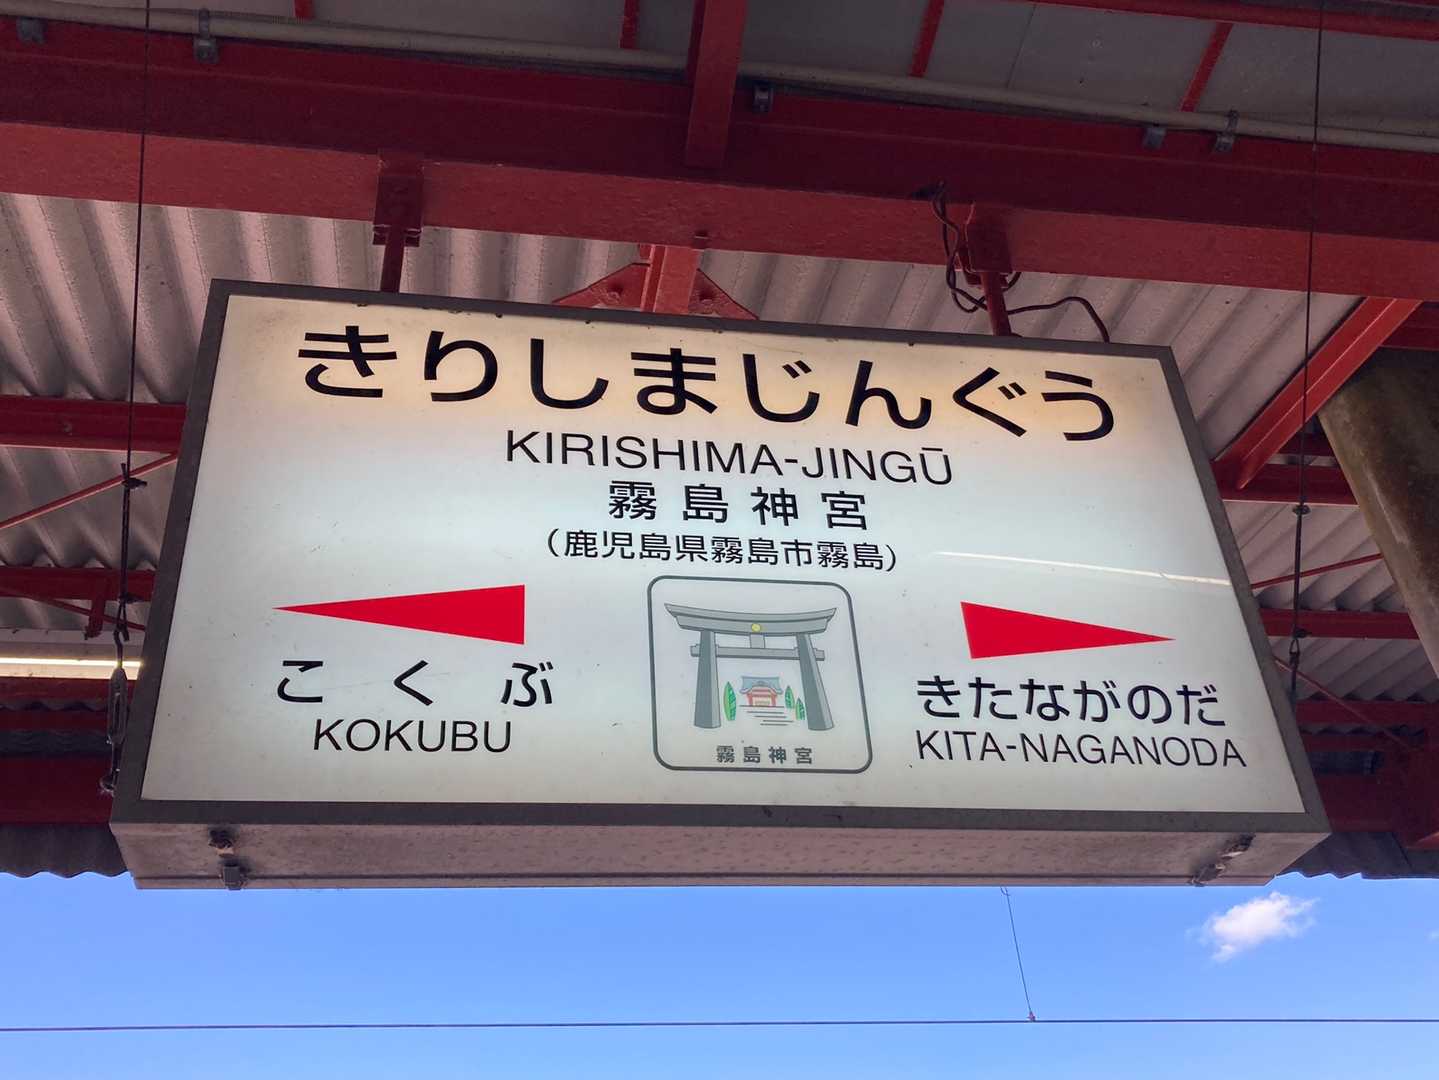 きりしまじんぐう
KIRISHIMA-JINGŪ
霧島神宮
(鹿児島県霧島市霧島)
こくぶ
KOKUBU
きたながのだ
KITA-NAGANODA
霧島神宮